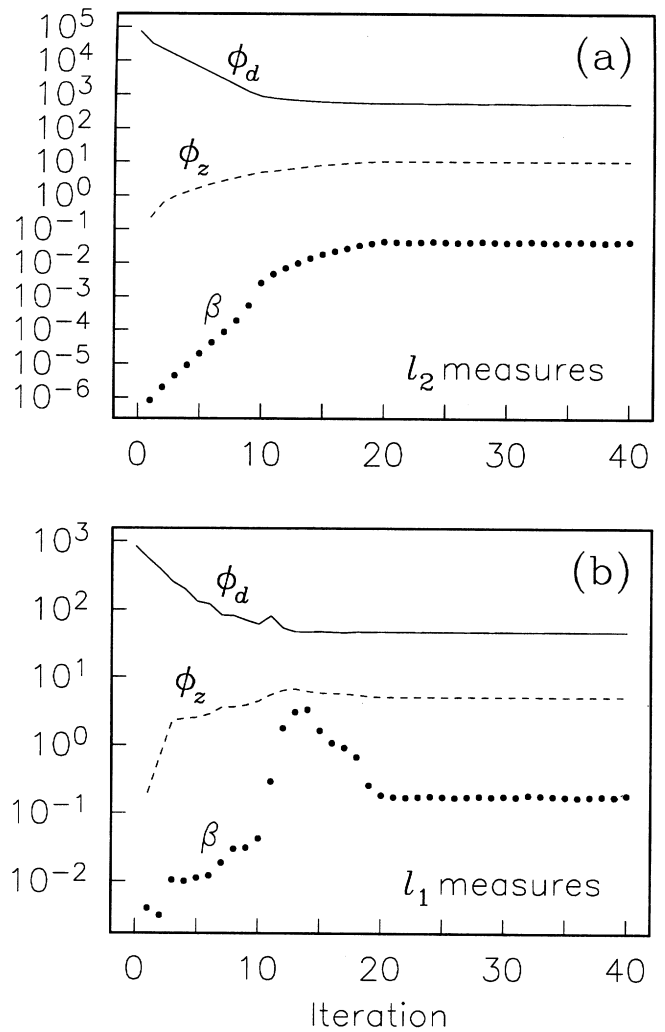 10^5
10^4
10^3
10^2
10^1
10^0
10^-1
10^-2
10^-3
10^-4
10^-5
10^-6
(a)
ϕ_d
ϕ_z
β
l_2 measures
0 10 20 30 40
10^3
10^2
10^1
10^0
10^-1
10^-2
(b)
ϕ_d
ϕ_z
β
l_1 measures
0 10 20 30 40
Iteration